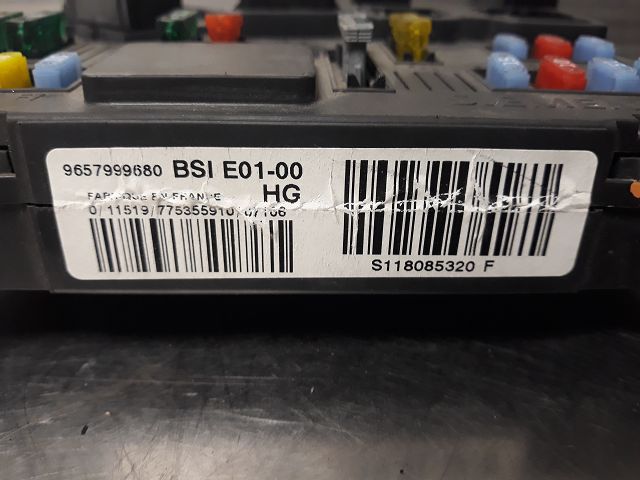 9657999680 BSI E01-00
HG
FABRIQUE EN FRANCE
0/11519/775355910/07106
S118085320 F